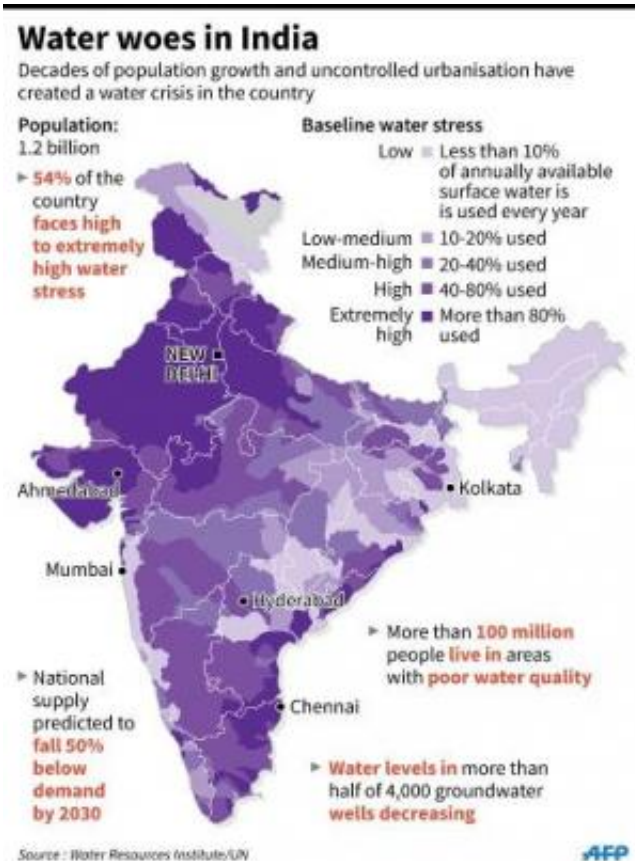 Water woes in India
Decades of population growth and uncontrolled urbanisation have
created a water crisis in the country
Population:
1.2 billion
54% of the
country
faces high
to extremely
high water
stress
Baseline water stress
Low Less than 10%
of annually available
surface water is
is used every year
Low-medium 10-20% used
Medium-high 20-40% used
High 40-80% used
Extremely
high
More than 80%
used
NEW
DELHI
Ahmedabad
Kolkata
Mumbai
Hyderabad
More than 100 million
people live in areas
with poor water quality
National
supply
predicted to
fall 50%
below
demand
by 2030
Chennai
Water levels in more than
half of 4,000 groundwater
wells decreasing
Source : Water Resources Institute/UN
AFP